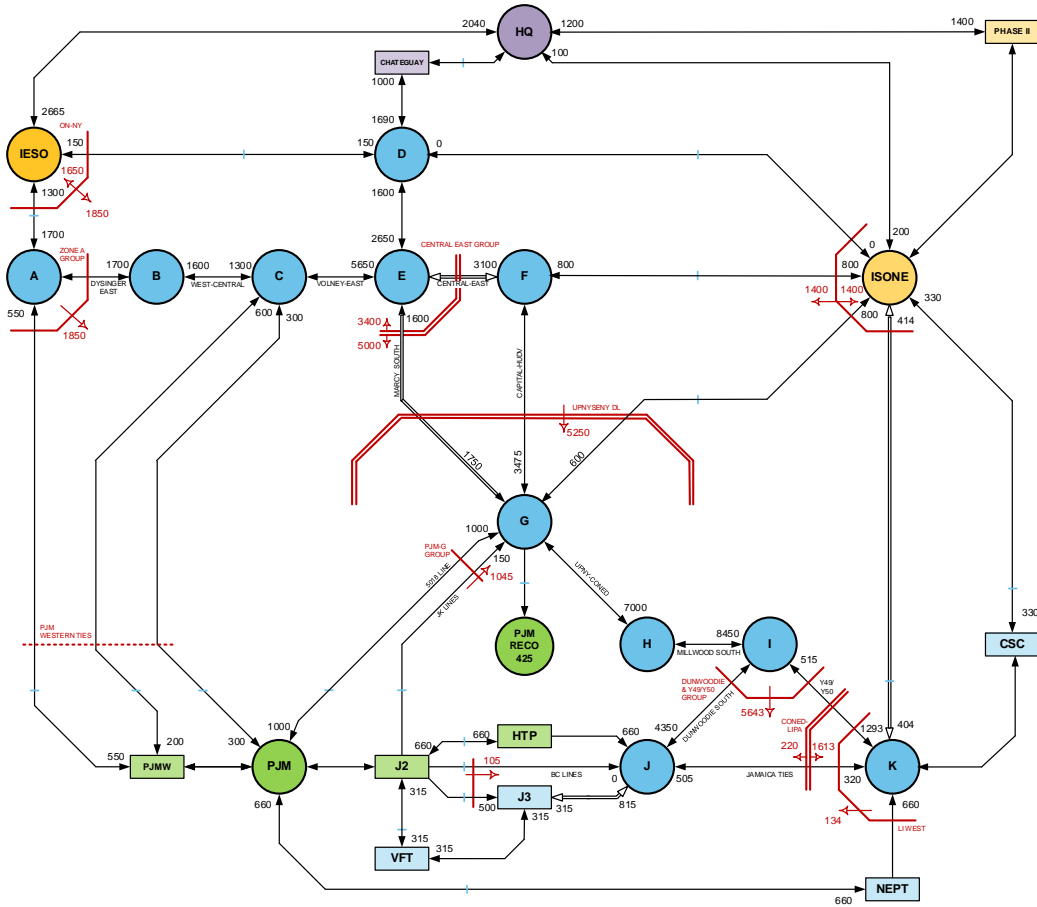 2040
HQ
1200
1400
PHASE II
100
CHATEGUAY
1000
2665
ON-NY
1690
150
IESO
150
D
0
1650
1300
1850
1600
200
1700
ZONE A
GROUP
2650
CENTRAL EAST GROUP
0
A
1700
B
1600
1300
C
5650
E
3100
F
800
800
ISONE
DYSINGER
EAST
WEST-CENTRAL
VOLNEY-EAST
CENTRAL-EAST
550
600
300
1400
1400
330
1850
3400
1600
800
414
5000
MARCY SOUTH
CAPITAL-HUDV
UPNYSENY DL
5250
1750
3475
600
G
1000
PJM-G
GROUP
150
1045
5018 LINE
JK LINES
UPNY-CONED
PJM
RECO
425
7000
H
8450
MILLWOOD SOUTH
I
515
330
CSC
PJM
WESTERN TIES
DUNWOODIE
& Y49/Y50
GROUP
Y49/
Y50
5643
DUNWOODIE SOUTH
CONED-
LIPA
1000
4350
1293
404
HTP
660
660
550
200
300
220
1613
PJMW
PJM
J2
105
BC LINES
0
J
505
JAMAICA TIES
320
K
660
315
500
J3
315
815
660
315
134
LI WEST
315
VFT
315
NEPT
660